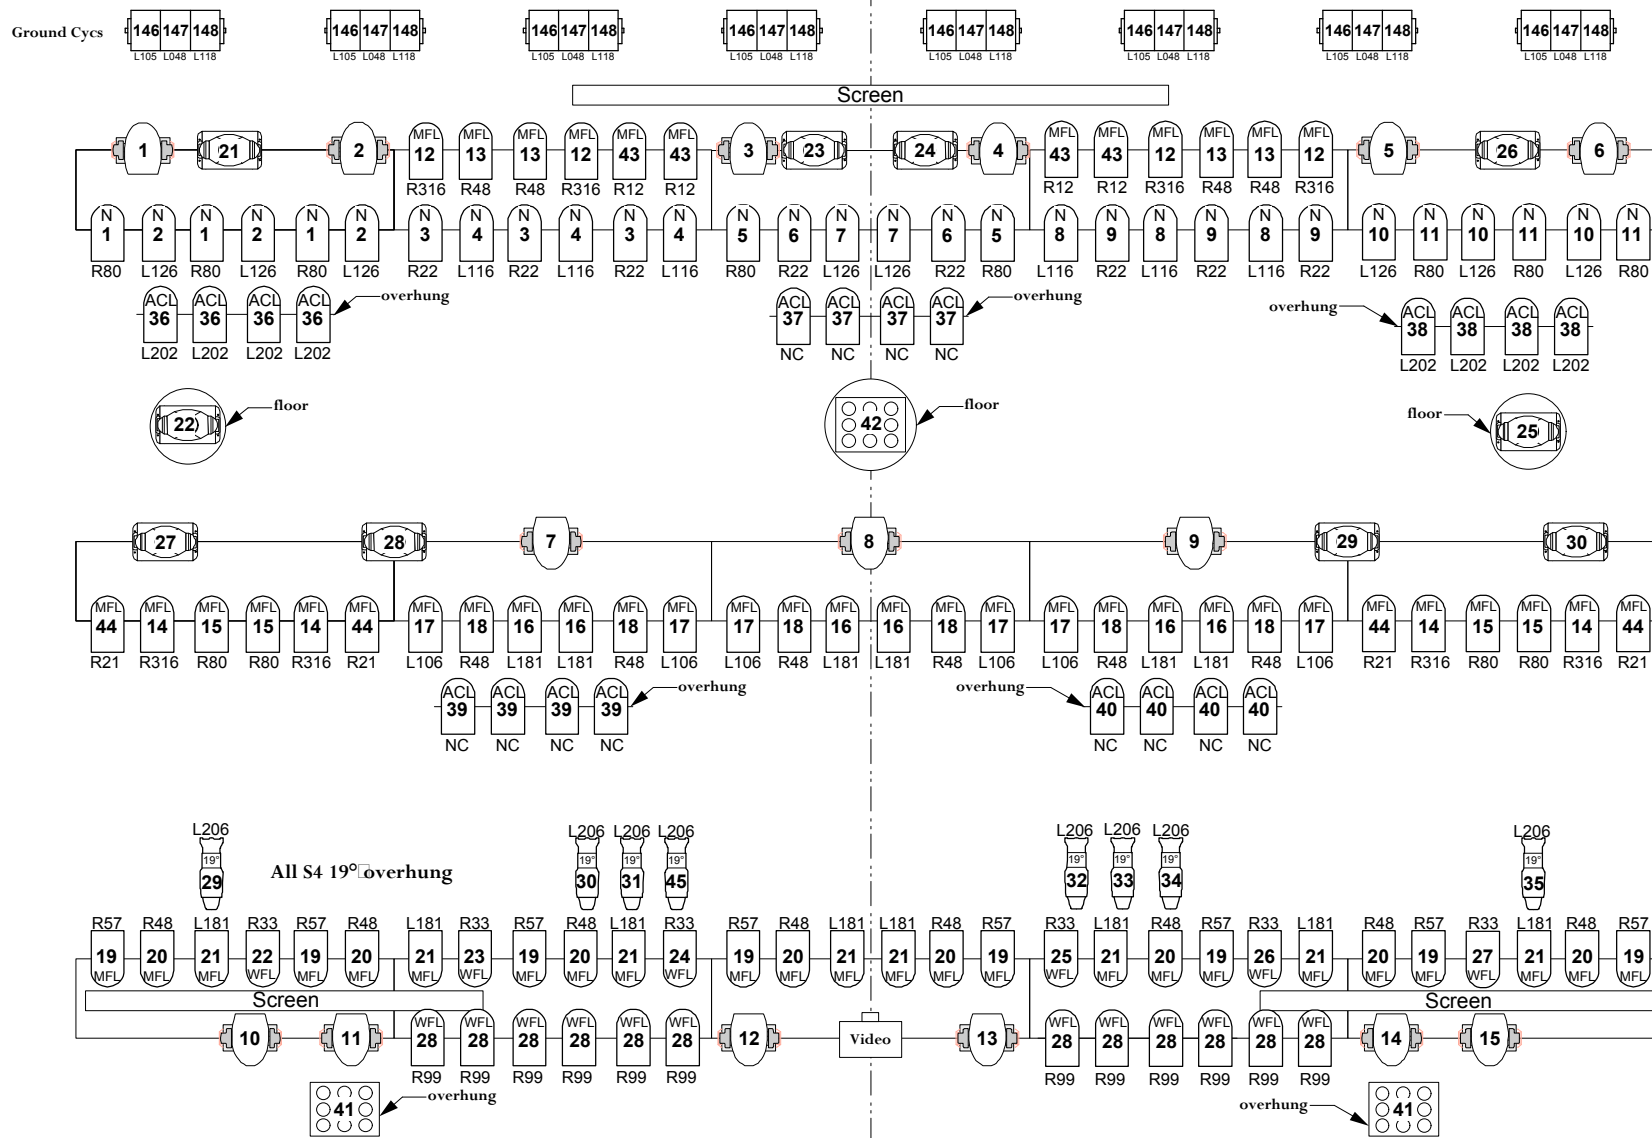 Ground Cycs 146 147 148 146 147 148 146 147 148 146 147 148 146 147 148 146 147 148 146 147 148 146 147 148
L105 L048 L118 L105 L048 L118 L105 L048 L118 L105 L048 L118 L105 L048 L118 L105 L048 L118 L105 L048 L118 L105 L048 L118
Screen
MFL MFL MFL MFL MFL MFL MFL MFL MFL MFL MFL MFL
1 21 2 12 13 13 12 43 43 3 23 24 4 43 43 12 13 13 12 5 26 6
R316 R48 R48 R316 R12 R12 R12 R12 R316 R48 R48 R316
N N N N N N N N N N N N N N N N N N N N N N N N N N N N N N
1 2 1 2 1 2 3 4 3 4 3 4 5 6 7 7 6 5 8 9 8 9 8 9 10 11 10 11 10 11
R80 L126 R80 L126 R80 L126 R22 L116 R22 L116 R22 L116 R80 R22 L126 L126 R22 R80 L116 R22 L116 R22 L116 R22 L126 R80 L126 R80 L126 R80
overhung overhung overhung
ACL ACL ACL ACL ACL ACL ACL ACL ACL ACL ACL ACL
36 36 36 36 37 37 37 37 38 38 38 38
L202 L202 L202 L202 NC NC NC NC L202 L202 L202 L202
floor floor floor
22 42 25
27 28 7 8 9 29 30
MFL MFL MFL MFL MFL MFL MFL MFL MFL MFL MFL MFL MFL MFL MFL MFL MFL MFL MFL MFL MFL MFL MFL MFL MFL MFL MFL MFL MFL MFL
44 14 15 15 14 44 17 18 16 16 18 17 17 18 16 16 18 17 17 18 16 16 18 17 44 14 15 15 14 44
R21 R316 R80 R80 R316 R21 L106 R48 L181 L181 R48 L106 L106 R48 L181 L181 R48 L106 L106 R48 L181 L181 R48 L106 R21 R316 R80 R80 R316 R21
overhung overhung
ACL ACL ACL ACL ACL ACL ACL ACL
39 39 39 39 40 40 40 40
NC NC NC NC NC NC NC NC
L206 L206 L206 L206 L206 L206 L206 L206
19° 19° 19° 19° 19° 19° 19° 19°
All S4 19° overhung
29 30 31 45 32 33 34 35
R57 R48 L181 R33 R57 R48 L181 R33 R57 R48 L181 R33 R57 R48 L181 L181 R48 R57 R33 L181 R48 R57 R33 L181 R48 R57 R33 L181 R48 R57
19 20 21 22 19 20 21 23 19 20 21 24 19 20 21 21 20 19 25 21 20 19 26 21 20 19 27 21 20 19
MFL MFL MFL WFL MFL MFL MFL WFL MFL MFL MFL WFL MFL MFL MFL MFL MFL MFL WFL MFL MFL MFL WFL MFL MFL MFL WFL MFL MFL MFL
Screen Screen
WFL WFL WFL WFL WFL WFL WFL WFL WFL WFL WFL WFL
10 11 28 28 28 28 28 28 12 Video 13 28 28 28 28 28 28 14 15
R99 R99 R99 R99 R99 R99 R99 R99 R99 R99 R99 R99
overhung overhung
41 41